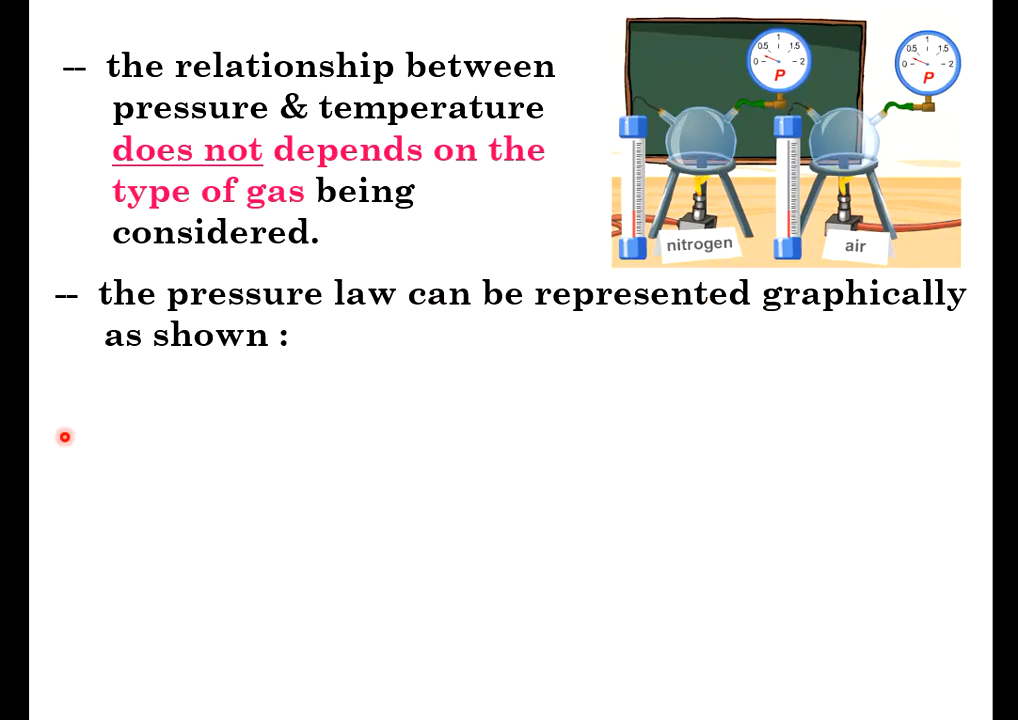 -- the relationship between
pressure & temperature
does not depends on the
type of gas being
considered.
0 0.5 1 1.5 2
P
0 0.5 1 1.5 2
P
nitrogen
air
-- the pressure law can be represented graphically
as shown :